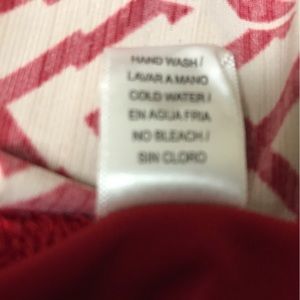 HAND WASH/
LAVAR A MANO
COLD WATER/
EN AGUA FRIA
NO BLEACH/
SIN CLORO